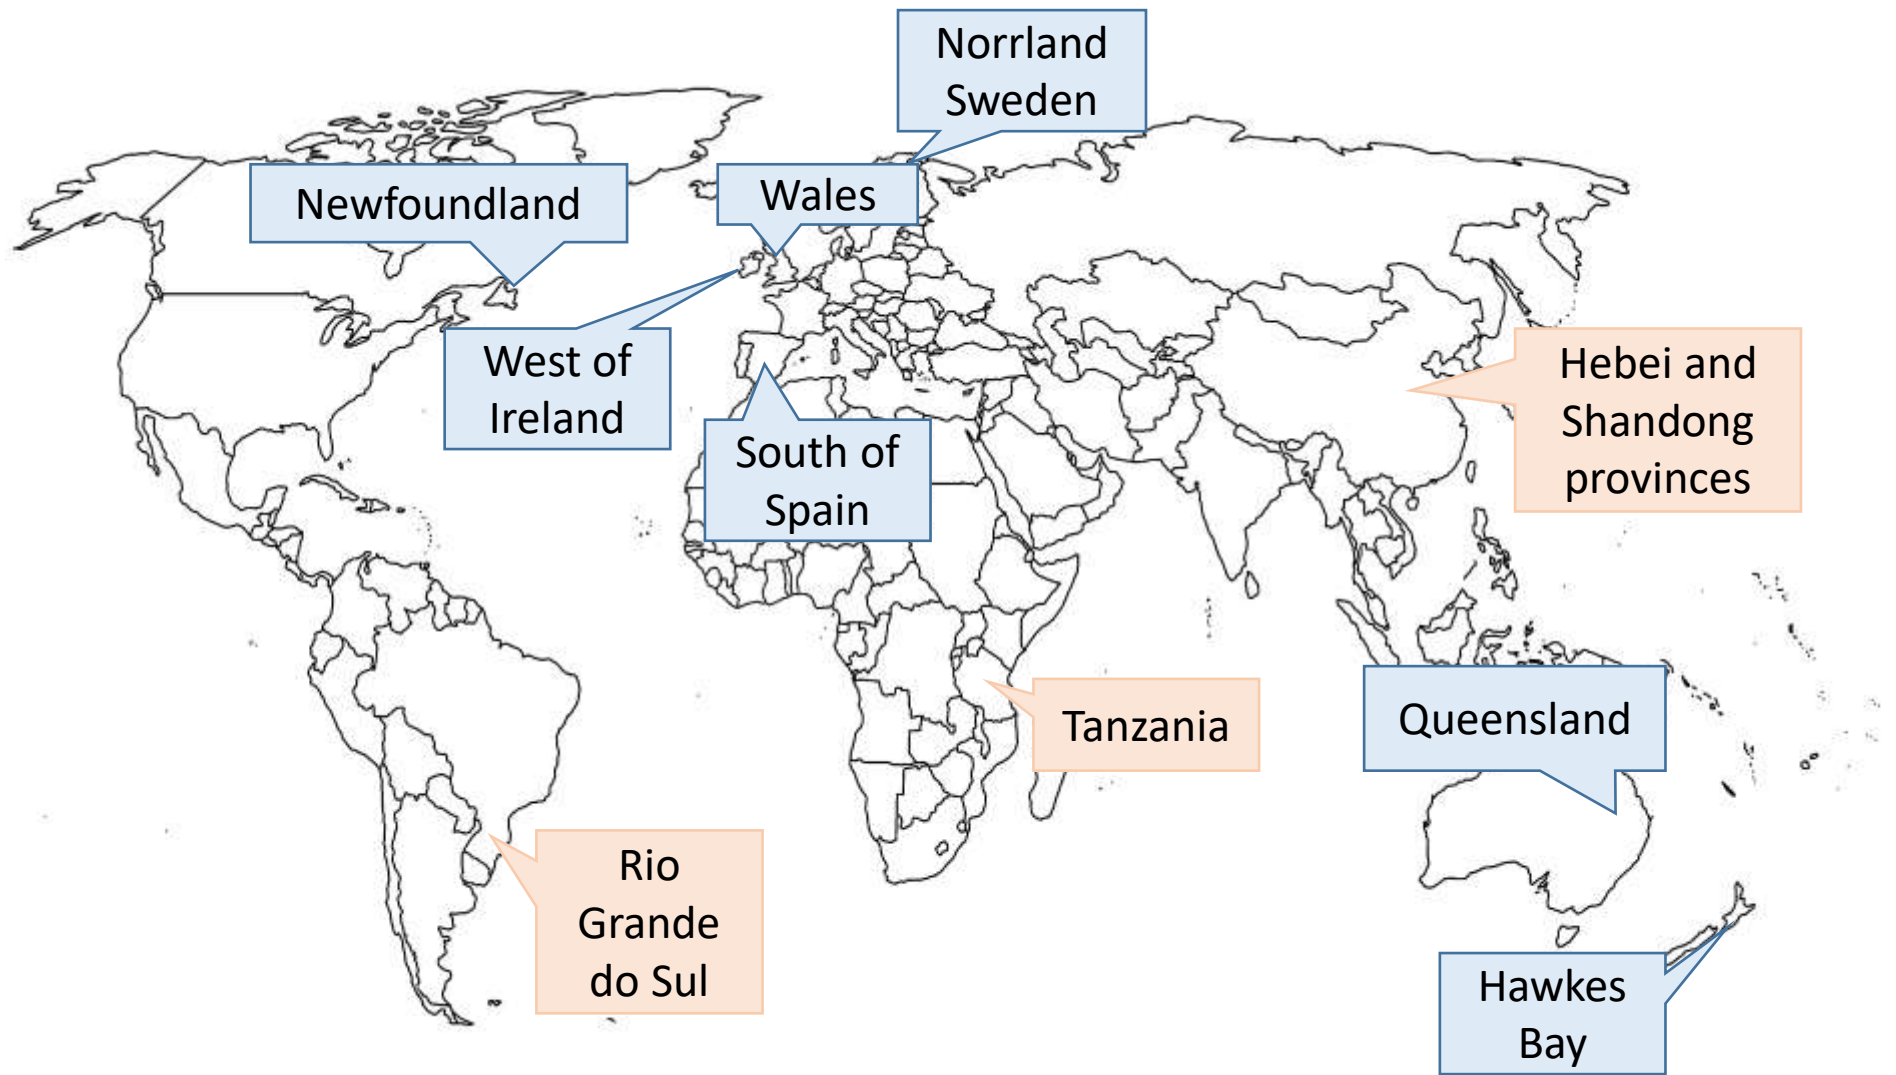 Norrland
Sweden
Newfoundland
Wales
West of
Ireland
South of
Spain
Hebei and
Shandong
provinces
Tanzania
Queensland
Rio
Grande
do Sul
Hawkes
Bay